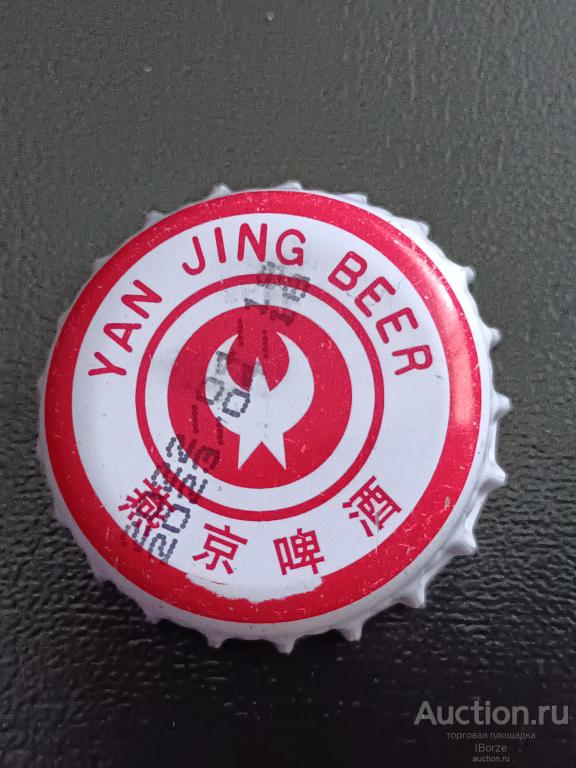 YAN JING BEER
燕京啤酒
Auction.ru
торговая площадка
IBorze
auction.ru